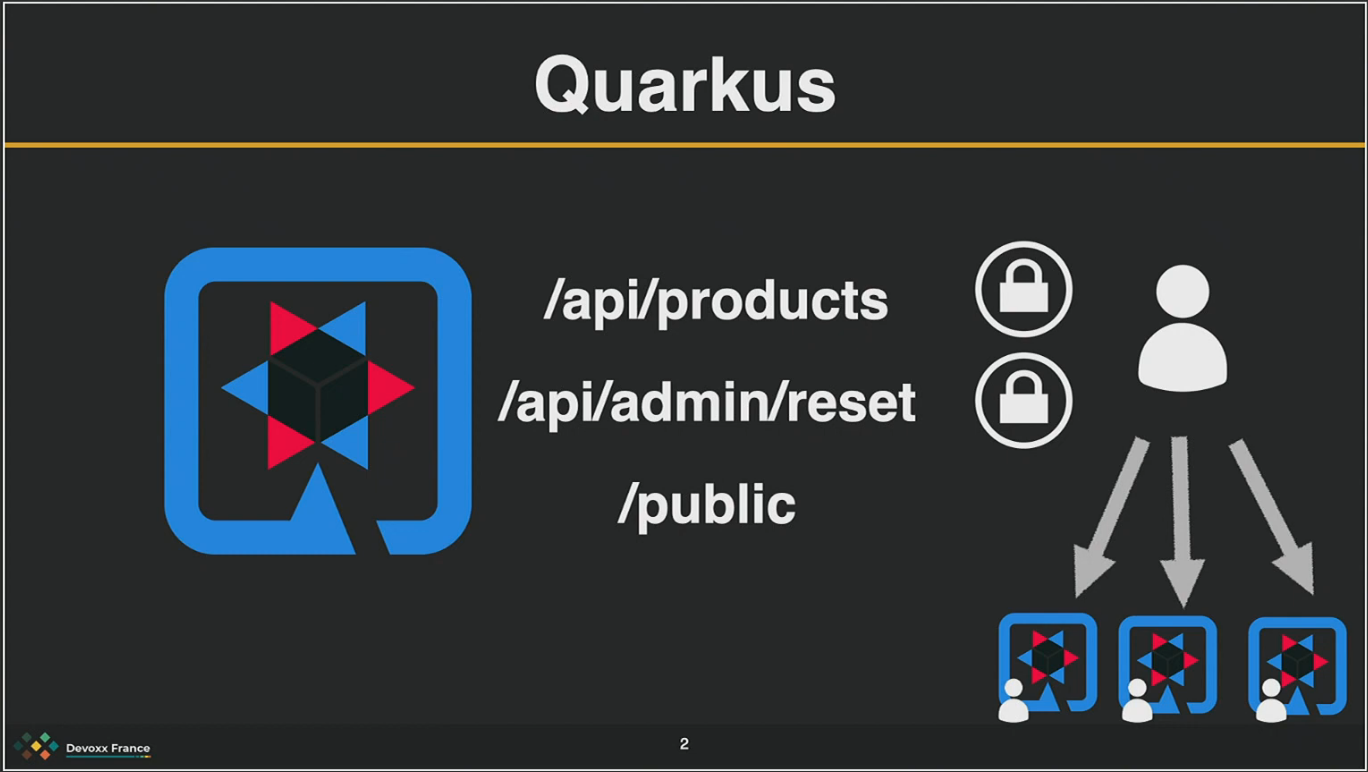 Quarkus
/api/products
/api/admin/reset
/public
Devoxx France
2